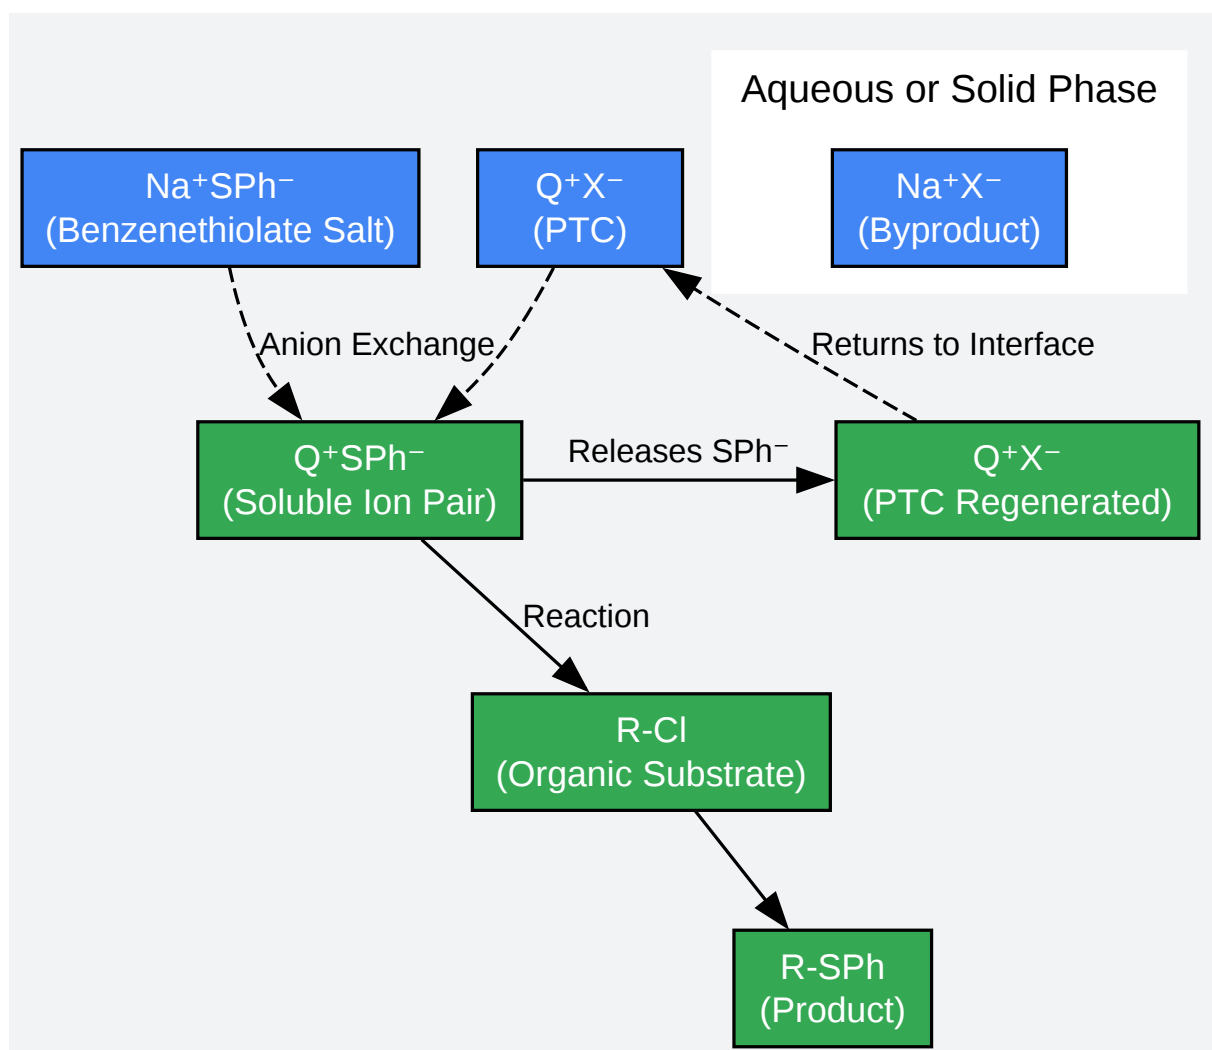 Aqueous or Solid Phase
Na⁺SPh⁻
(Benzenethiolate Salt)
Q⁺X⁻
(PTC)
Na⁺X⁻
(Byproduct)
Anion Exchange
Returns to Interface
Q⁺SPh⁻
(Soluble Ion Pair)
Releases SPh⁻
Q⁺X⁻
(PTC Regenerated)
Reaction
R-Cl
(Organic Substrate)
R-SPh
(Product)